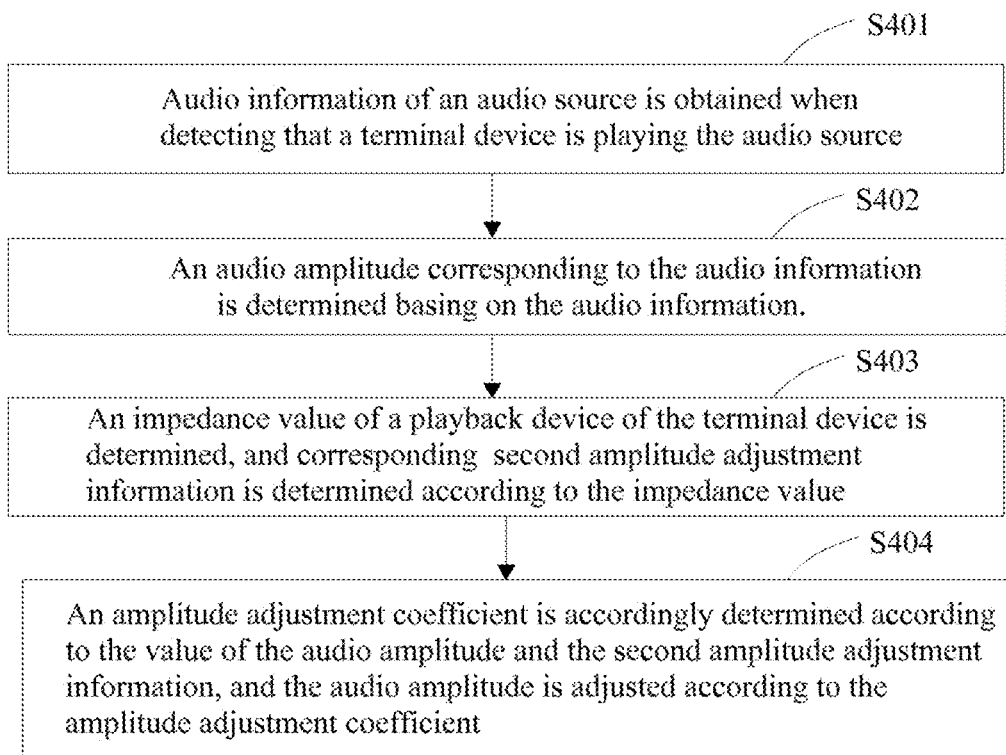 S401
Audio information of an audio source is obtained when
detecting that a terminal device is playing the audio source
S402
An audio amplitude corresponding to the audio information
is determined basing on the audio information.
S403
An impedance value of a playback device of the terminal device is
determined, and corresponding second amplitude adjustment
information is determined according to the impedance value
S404
An amplitude adjustment coefficient is accordingly determined according
to the value of the audio amplitude and the second amplitude adjustment
information, and the audio amplitude is adjusted according to the
amplitude adjustment coefficient